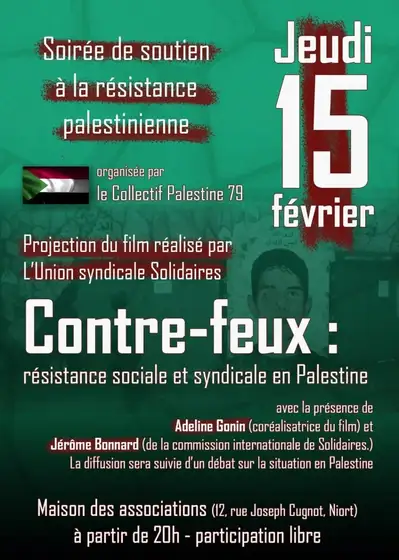 Soirée de soutien
à la résistance
palestinienne
Jeudi
15
février
organisée par
le Collectif Palestine 79
Projection du film réalisé par
L'Union syndicale Solidaires
Contre-feux :
résistance sociale et syndicale en Palestine
avec la présence de
Adeline Gonin (coréalisatrice du film) et
Jérôme Bonnard (de la commission internationale de Solidaires.)
La diffusion sera suivie d'un débat sur la situation en Palestine
Maison des associations (12, rue Joseph Cugnot, Niort)
à partir de 20h - participation libre